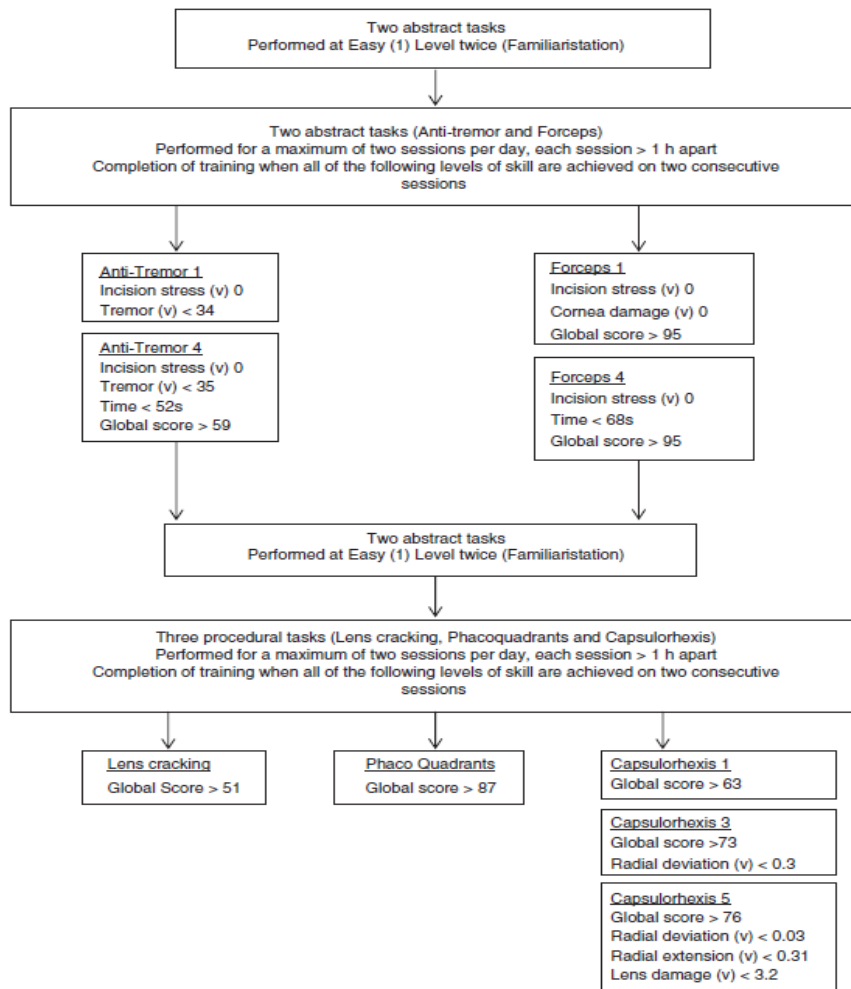 Two abstract tasks
Performed at Easy (1) Level twice (Familiaristation)
Two abstract tasks (Anti-tremor and Forceps)
Performed for a maximum of two sessions per day, each session > 1 h apart
Completion of training when all of the following levels of skill are achieved on two consecutive
sessions
Anti-Tremor 1
Incision stress (v) 0
Tremor (v) < 34
Anti-Tremor 4
Incision stress (v) 0
Tremor (v) < 35
Time < 52s
Global score > 59
Forceps 1
Incision stress (v) 0
Cornea damage (v) 0
Global score > 95
Forceps 4
Incision stress (v) 0
Time < 68s
Global score > 95
Two abstract tasks
Performed at Easy (1) Level twice (Familiaristation)
Three procedural tasks (Lens cracking, Phacoquadrants and Capsulorhexis)
Performed for a maximum of two sessions per day, each session > 1 h apart
Completion of training when all of the following levels of skill are achieved on two consecutive
sessions
Lens cracking
Global Score > 51
Phaco Quadrants
Global score > 87
Capsulorhexis 1
Global score > 63
Capsulorhexis 3
Global score >73
Radial deviation (v) < 0.3
Capsulorhexis 5
Global score > 76
Radial deviation (v) < 0.03
Radial extension (v) < 0.31
Lens damage (v) < 3.2